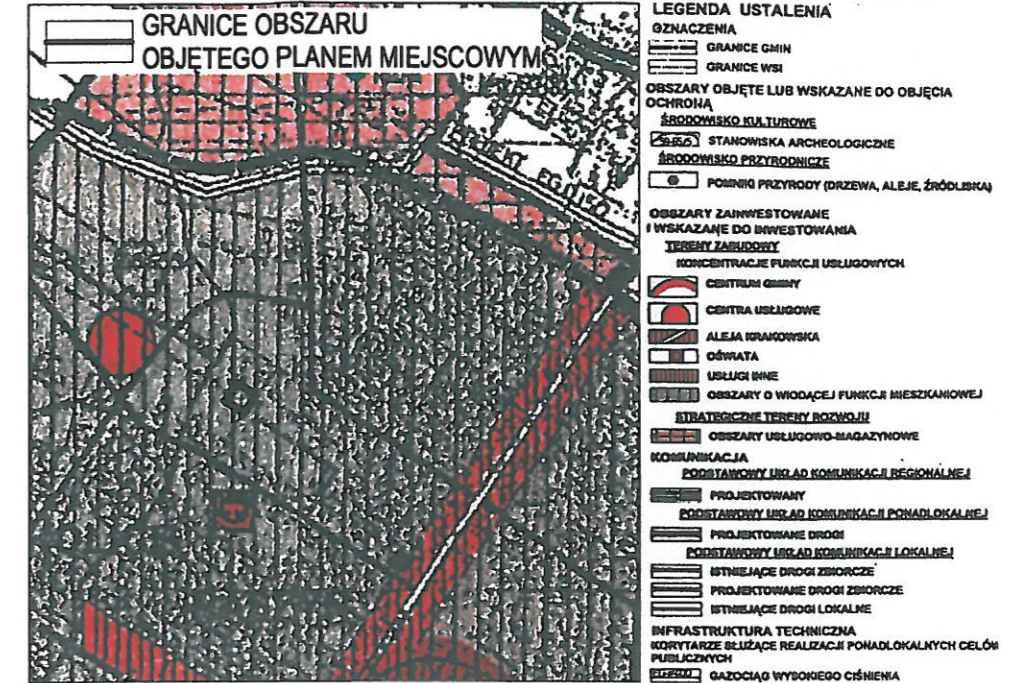 GRANICE OBSZARU
OBJĘTEGO PLANEM MIEJSCOWYM
LEGENDA USTALENIA
OZNACZENIA
GRANICE GMIN
GRANICE WSI
OBSZARY OBJĘTE LUB WSKAZANE DO OBJĘCIA
OCHRONĄ
ŚRODOWISKO KULTUROWE
STANOWISKA ARCHEOLOGICZNE
ŚRODOWISKO PRZYRODNICZE
POMNIKI PRZYRODY (DRZEWA, ALEJE, ŹRÓDLISKA)
OBSZARY ZAINWESTOWANE
I WSKAZANE DO INWESTOWANIA
TERENY ZABUDOWY
KONCENTRACJE FUNKCJI USŁUGOWYCH
CENTRUM GMINY
CENTRA USŁUGOWE
ALEJA KRAKOWSKA
OŚWIATA
USŁUGI INNE
OBSZARY O WIODĄCEJ FUNKCJI MIESZKANIOWEJ
STRATEGICZNE TERENY ROZWOJU
OBSZARY USŁUGOWO-MAGAZYNOWE
KOMUNIKACJA
PODSTAWOWY UKŁAD KOMUNIKACJI REGIONALNEJ
PROJEKTOWANY
PODSTAWOWY UKŁAD KOMUNIKACJI PONADLOKALNEJ
PROJEKTOWANE DROGI
PODSTAWOWY UKŁAD KOMUNIKACJI LOKALNEJ
ISTNIEJĄCE DROGI ZBIORCZE
PROJEKTOWANE DROGI ZBIORCZE
ISTNIEJĄCE DROGI LOKALNE
INFRASTRUKTURA TECHNICZNA
KORYTARZE SŁUŻĄCE REALIZACJI PONADLOKALNYCH CELÓW
PUBLICZNYCH
GAZOCIĄG WYSOKIEGO CIŚNIENIA